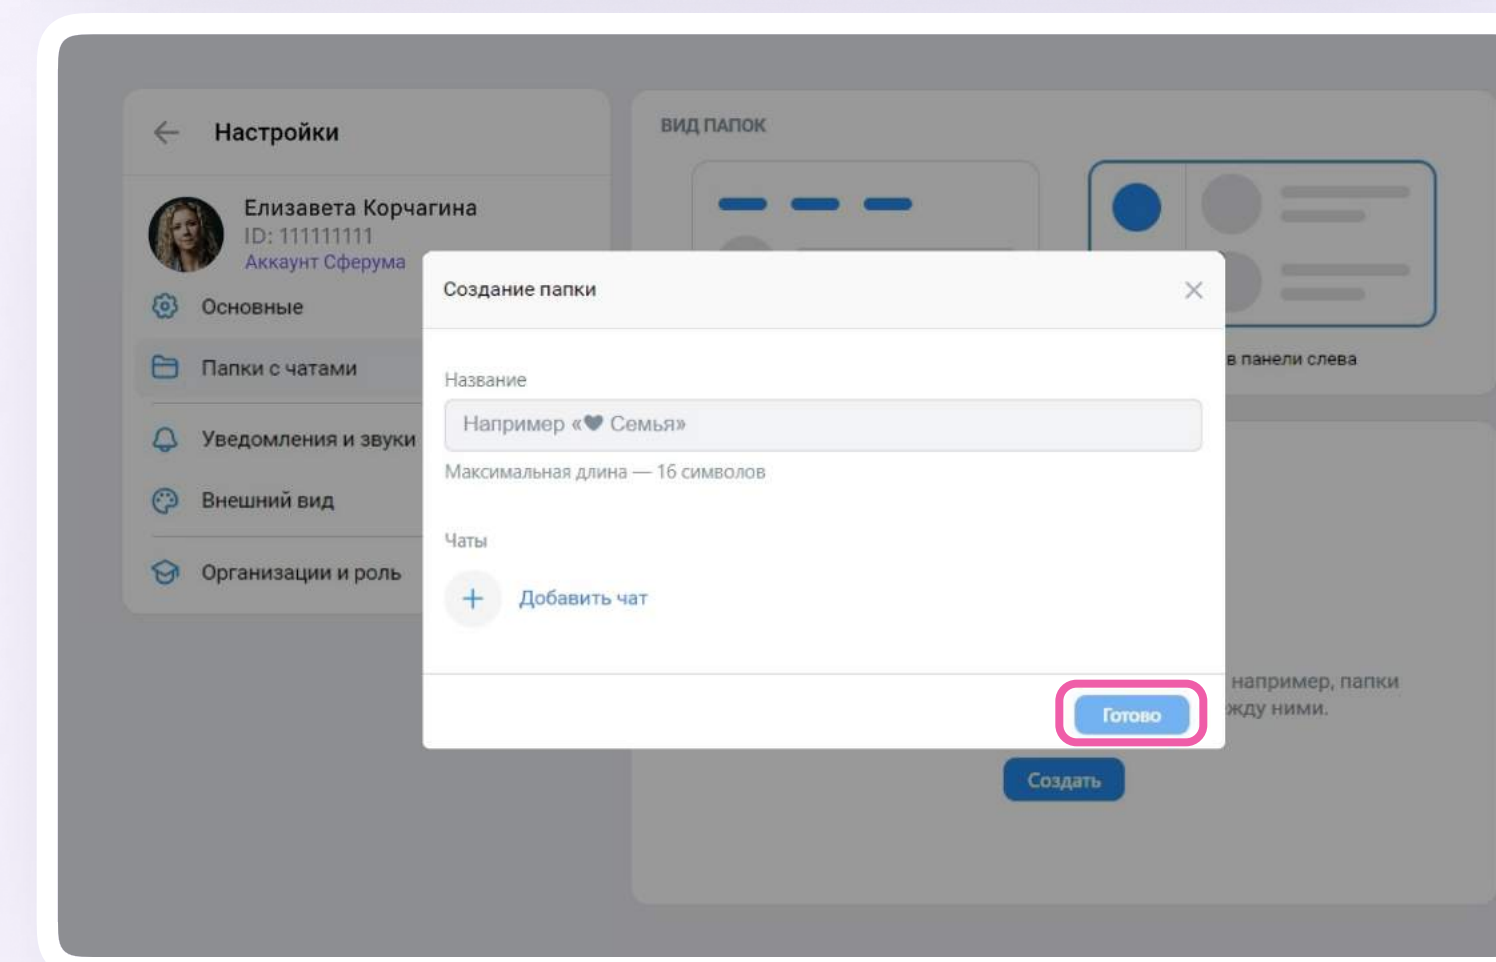 Настройки
Елизавета Корчагина
ID: 111111111
Аккаунт Сферума
Основные
Папки с чатами
Уведомления и звуки
Внешний вид
Организации и роль
ВИД ПАПОК
в панели слева
Создание папки
Название
Например «🖤 Семья»
Максимальная длина — 16 символов
Чаты
Добавить чат
Готово
например, папки
жду ними.
Создать